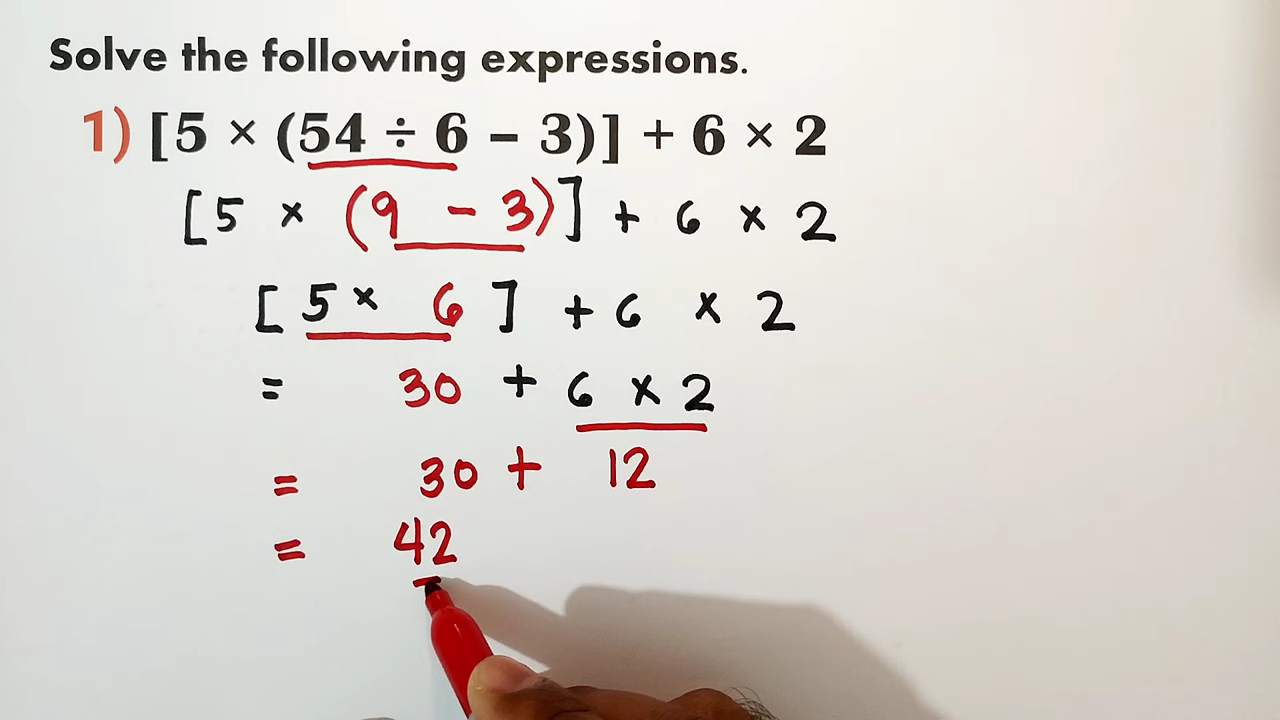 Solve the following expressions.
1) [5 × (54 ÷ 6 – 3)] + 6 × 2
[5 × (9 - 3)] + 6 × 2
[5 × 6] + 6 × 2
= 30 + 6 × 2
= 30 + 12
= 42